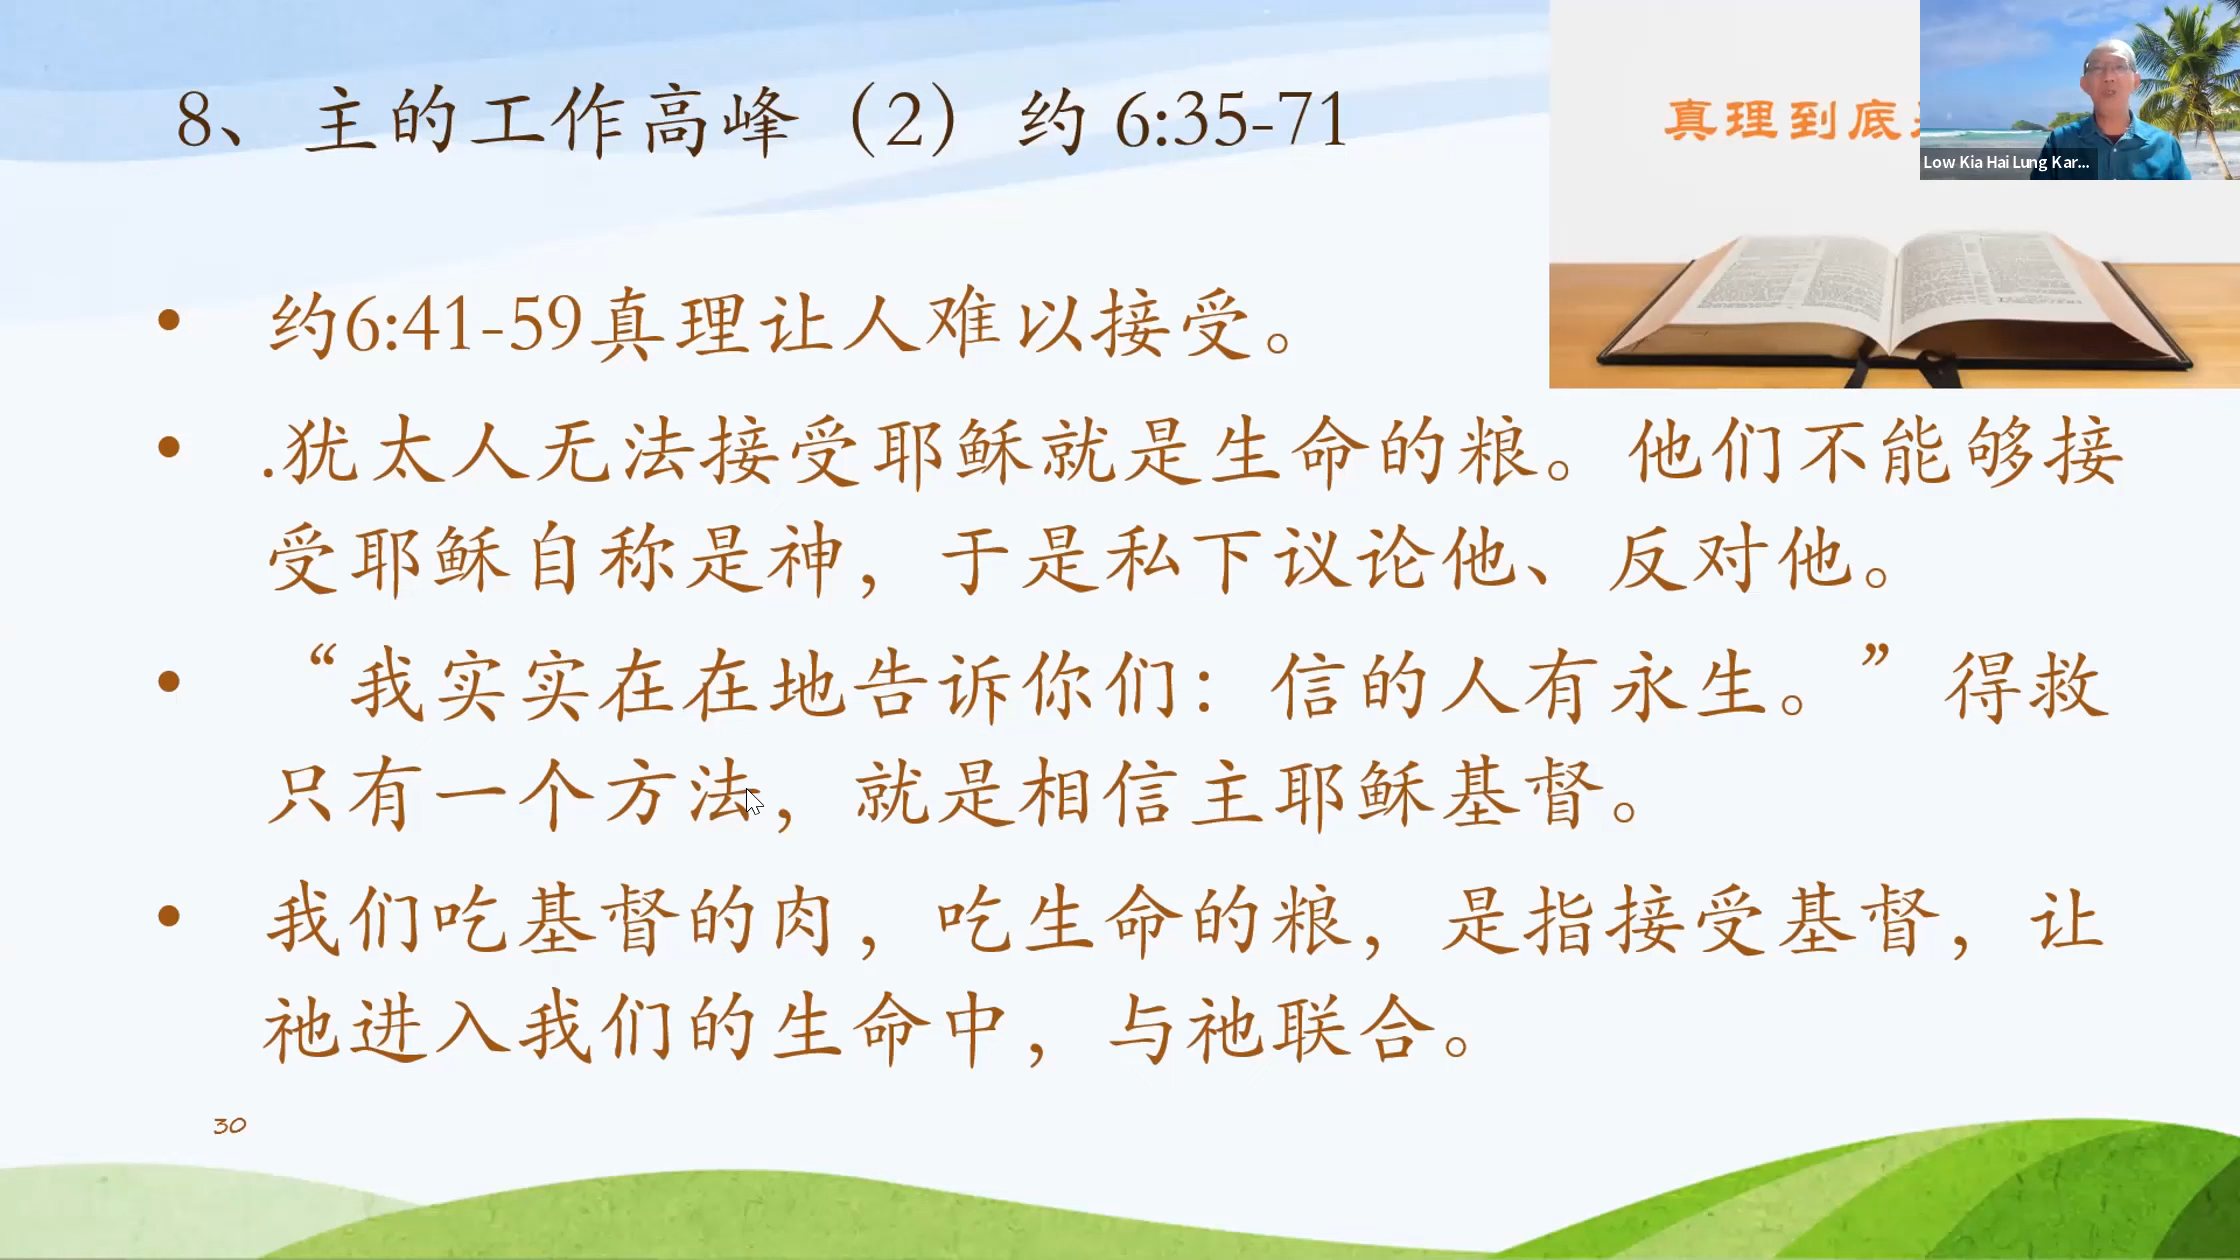 8、主的工作高峰（2） 约 6:35-71
真理到底
Low Kia Hai Lung Kar...
• 约6:41-59真理让人难以接受。
• .犹太人无法接受耶稣就是生命的粮。他们不能够接
受耶稣自称是神，于是私下议论他、反对他。
• “我实实在在地告诉你们：信的人有永生。”得救
只有一个方法，就是相信主耶稣基督。
• 我们吃基督的肉，吃生命的粮，是指接受基督，让
祂进入我们的生命中，与祂联合。
30